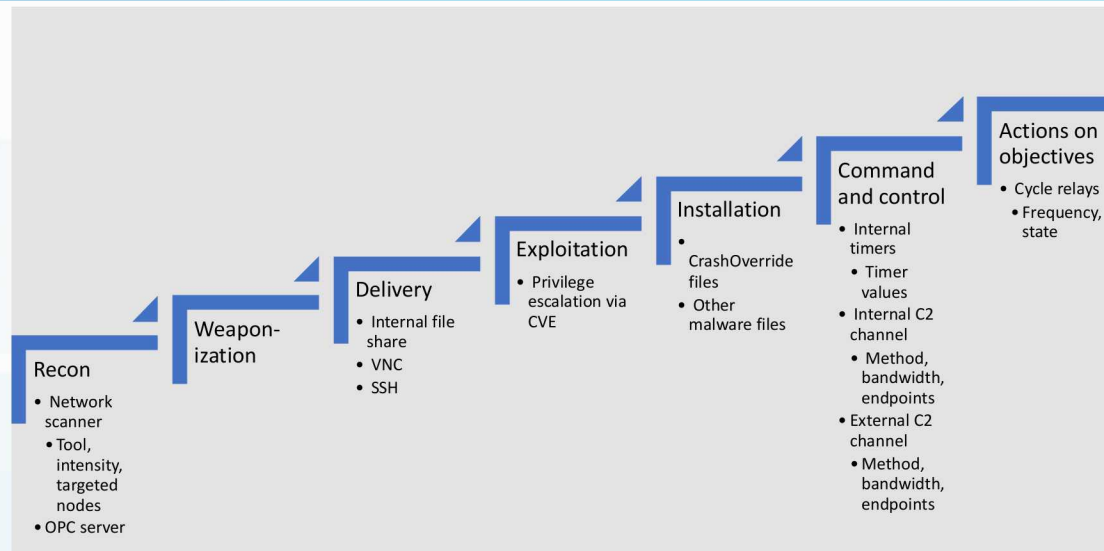 Recon
• Network
scanner
• Tool,
intensity,
targeted
nodes
• OPC server
Weapon-
ization
Delivery
• Internal file
share
• VNC
• SSH
Exploitation
• Privilege
escalation via
CVE
Installation
•
CrashOverride
files
• Other
malware files
Command
and control
• Internal
timers
• Timer
values
• Internal C2
channel
• Method,
bandwidth,
endpoints
• External C2
channel
• Method,
bandwidth,
endpoints
Actions on
objectives
• Cycle relays
• Frequency,
state